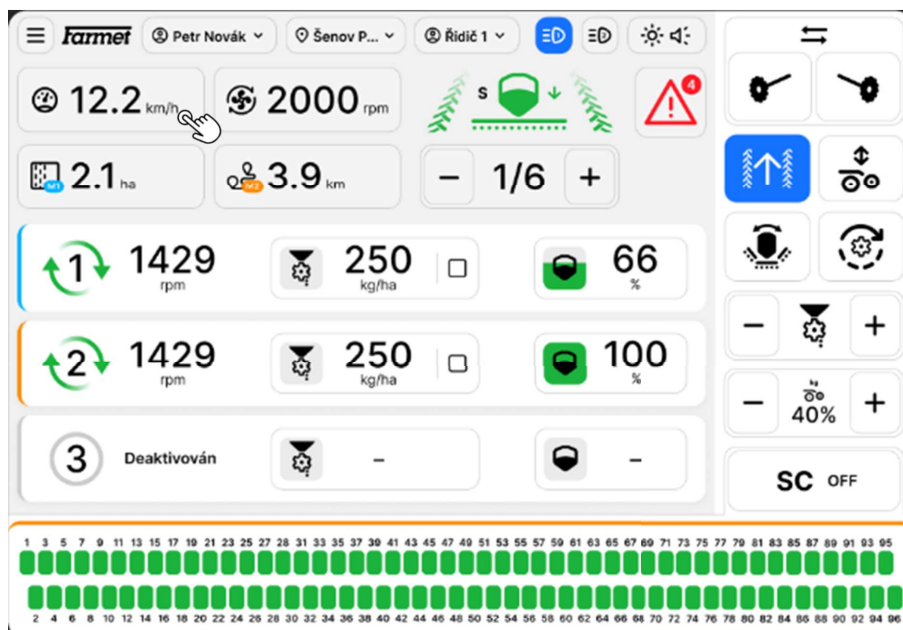 Farmet Petr Novák Šenov P... Řidič 1
12.2 km/h 2000 rpm S 4
M1 2.1 ha M2 3.9 km − 1/6 +
1 1429 rpm 250 kg/ha 66 %
2 1429 rpm 250 kg/ha 100 %
3 Deaktivován – –
− +
− kg 40% +
SC OFF
1 3 5 7 9 11 13 15 17 19 21 23 25 27 28 31 33 35 37 39 41 43 45 47 49 51 53 55 57 59 61 63 65 67 69 71 73 75 77 79 81 83 85 87 89 91 93 95
2 4 6 8 10 12 14 16 18 20 22 24 26 28 30 32 34 36 38 40 42 44 46 48 50 52 54 56 58 60 62 64 66 68 70 72 74 76 78 80 82 84 86 88 90 92 94 96